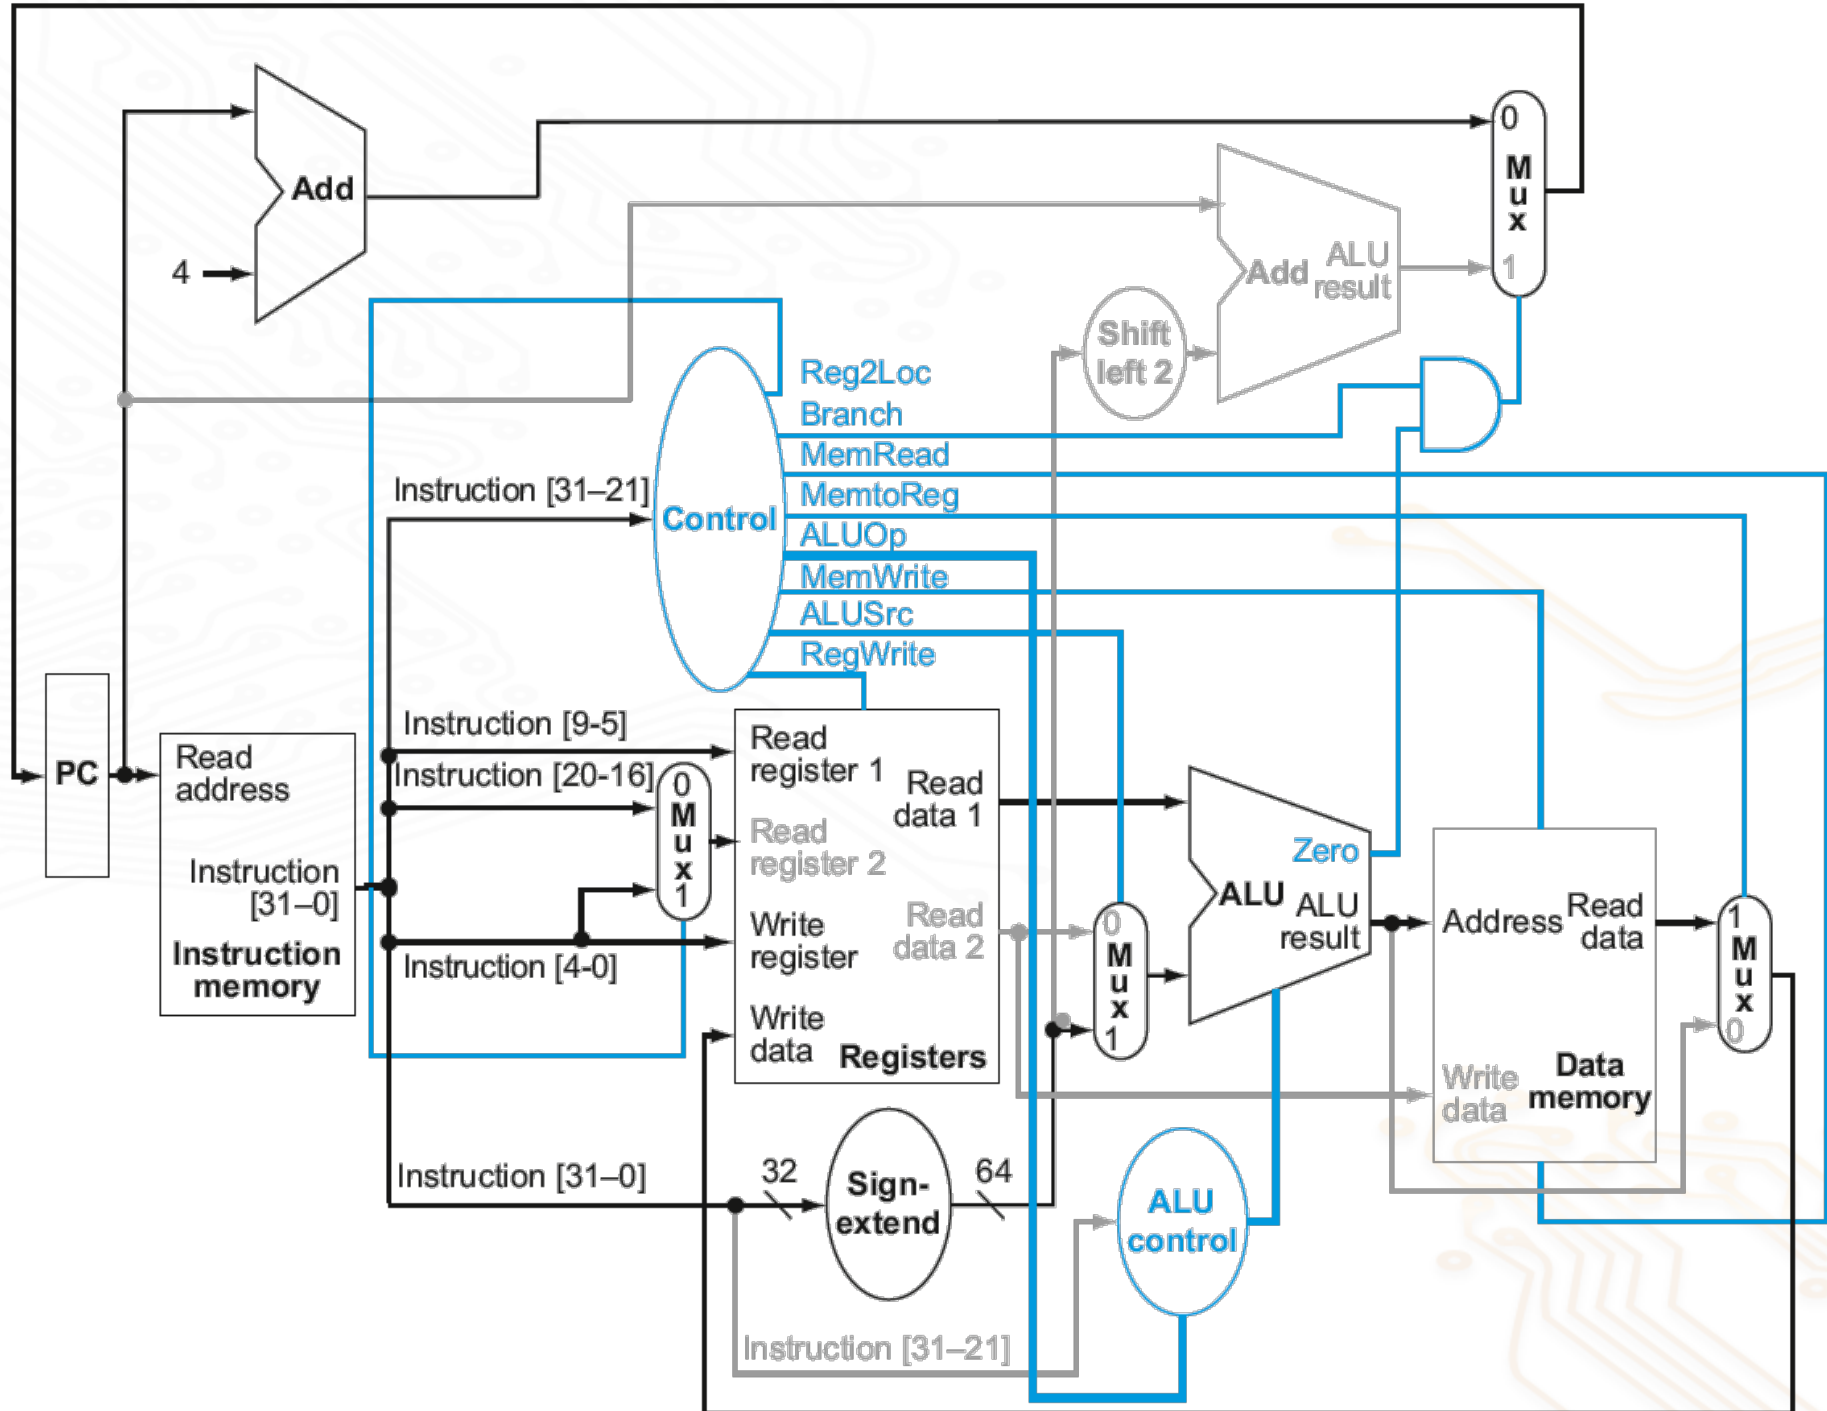 0
Mux
1
Add
4
Add
ALU
result
Shift
left 2
Reg2Loc
Branch
MemRead
MemtoReg
ALUOp
MemWrite
ALUSrc
RegWrite
Instruction [31–21]
Control
Instruction [9-5]
Instruction [20-16]
Instruction [4-0]
Instruction [31–0]
PC
Read
address
Instruction
[31–0]
Instruction
memory
0
Mux
1
Read
register 1
Read
data 1
Read
register 2
Read
data 2
Write
register
Write
data
Registers
0
Mux
1
Zero
ALU
ALU
result
Address
Read
data
Write
data
Data
memory
1
Mux
0
32
Sign-
extend
64
ALU
control
Instruction [31–21]